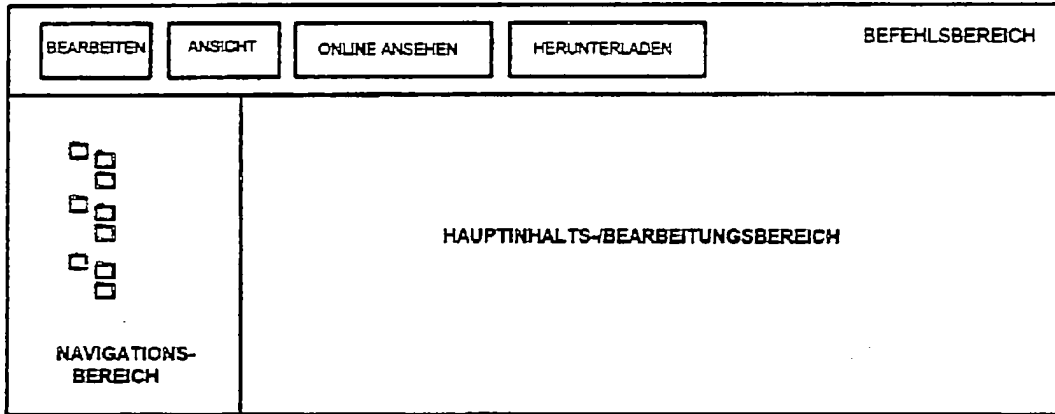 BEARBEITEN ANSICHT ONLINE ANSEHEN HERUNTERLADEN BEFEHLSBEREICH
HAUPTINHALTS-/BEARBEITUNGSBEREICH
NAVIGATIONS-
BEREICH